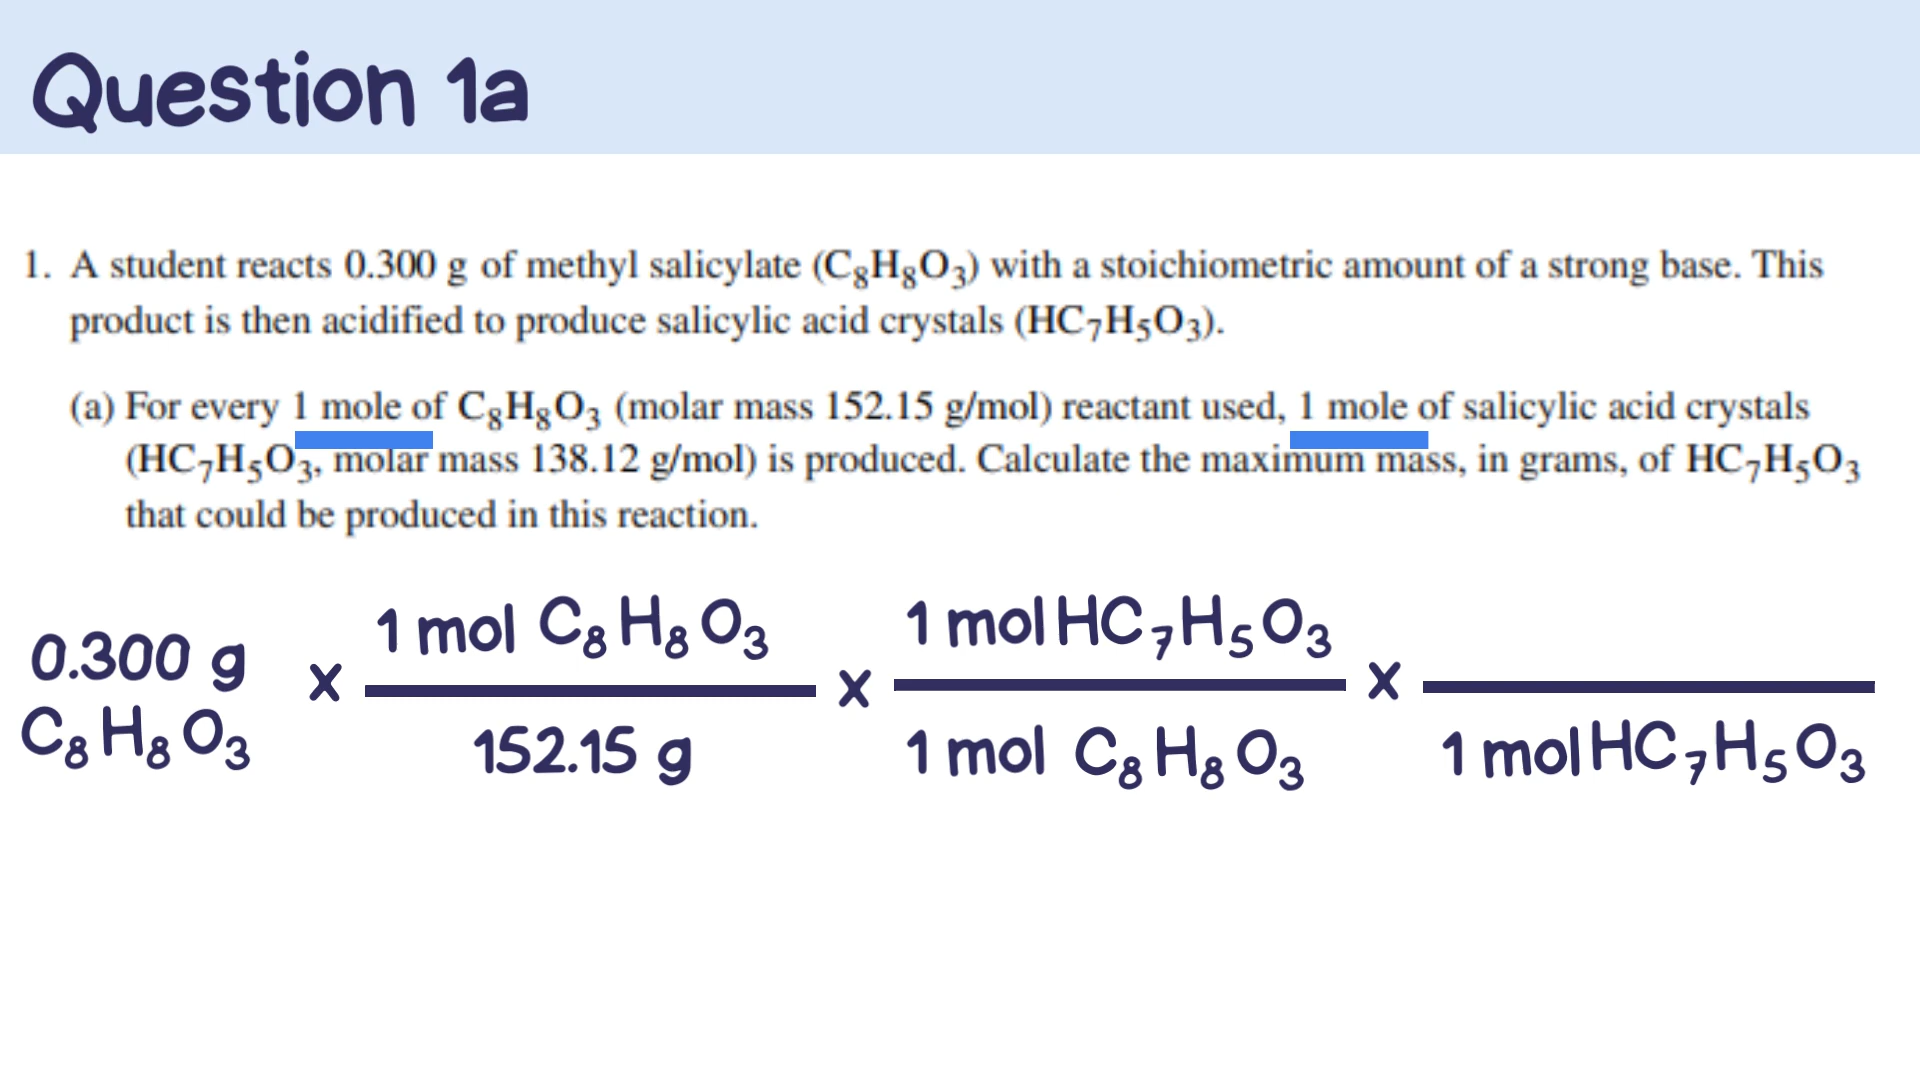 Question 1a
1. A student reacts 0.300 g of methyl salicylate (C₈H₈O₃) with a stoichiometric amount of a strong base. This
product is then acidified to produce salicylic acid crystals (HC₇H₅O₃).
(a) For every 1 mole of C₈H₈O₃ (molar mass 152.15 g/mol) reactant used, 1 mole of salicylic acid crystals
(HC₇H₅O₃, molar mass 138.12 g/mol) is produced. Calculate the maximum mass, in grams, of HC₇H₅O₃
that could be produced in this reaction.
0.300 g
C₈H₈O₃
x
1 mol C₈H₈O₃
152.15 g
x
1 mol HC₇H₅O₃
1 mol C₈H₈O₃
x
1 mol HC₇H₅O₃